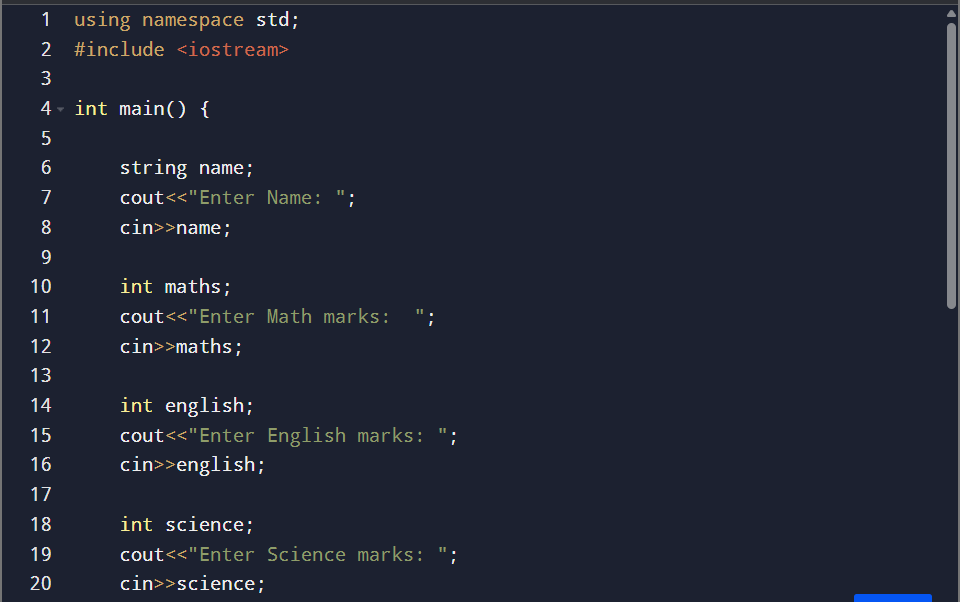 1 using namespace std;
2 #include <iostream>
3
4 int main() {
5
6     string name;
7     cout<<"Enter Name: ";
8     cin>>name;
9
10     int maths;
11     cout<<"Enter Math marks:  ";
12     cin>>maths;
13
14     int english;
15     cout<<"Enter English marks: ";
16     cin>>english;
17
18     int science;
19     cout<<"Enter Science marks: ";
20     cin>>science;